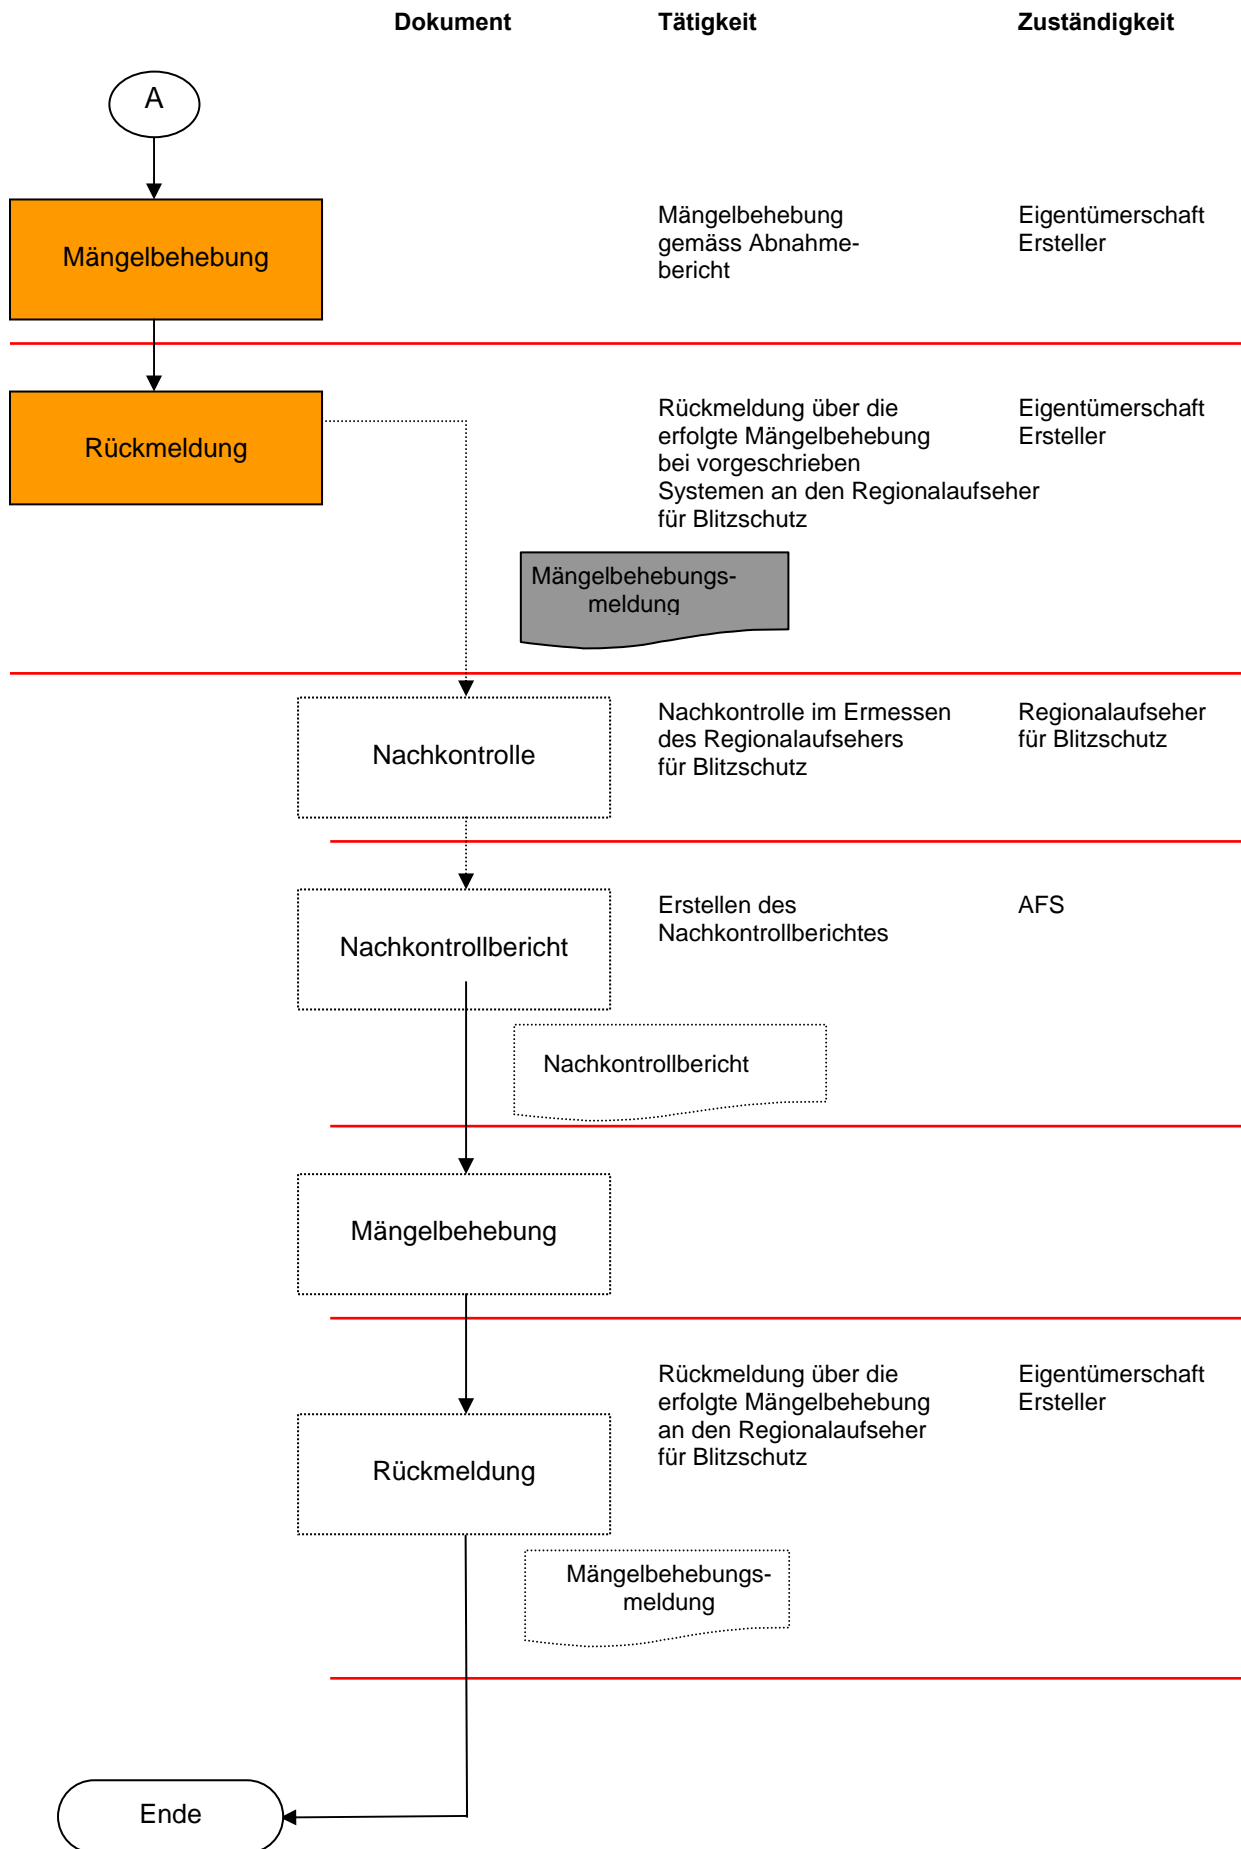 Dokument Tätigkeit Zuständigkeit
A
Mängelbehebung
Mängelbehebung
gemäss Abnahme-
bericht
Eigentümerschaft
Ersteller
Rückmeldung
Rückmeldung über die
erfolgte Mängelbehebung
bei vorgeschrieben
Systemen an den Regionalaufseher
für Blitzschutz
Eigentümerschaft
Ersteller
Mängelbehebungs-
meldung
Nachkontrolle
Nachkontrolle im Ermessen
des Regionalaufsehers
für Blitzschutz
Regionalaufseher
für Blitzschutz
Nachkontrollbericht
Erstellen des
Nachkontrollberichtes
AFS
Nachkontrollbericht
Mängelbehebung
Rückmeldung über die
erfolgte Mängelbehebung
an den Regionalaufseher
für Blitzschutz
Eigentümerschaft
Ersteller
Rückmeldung
Mängelbehebungs-
meldung
Ende